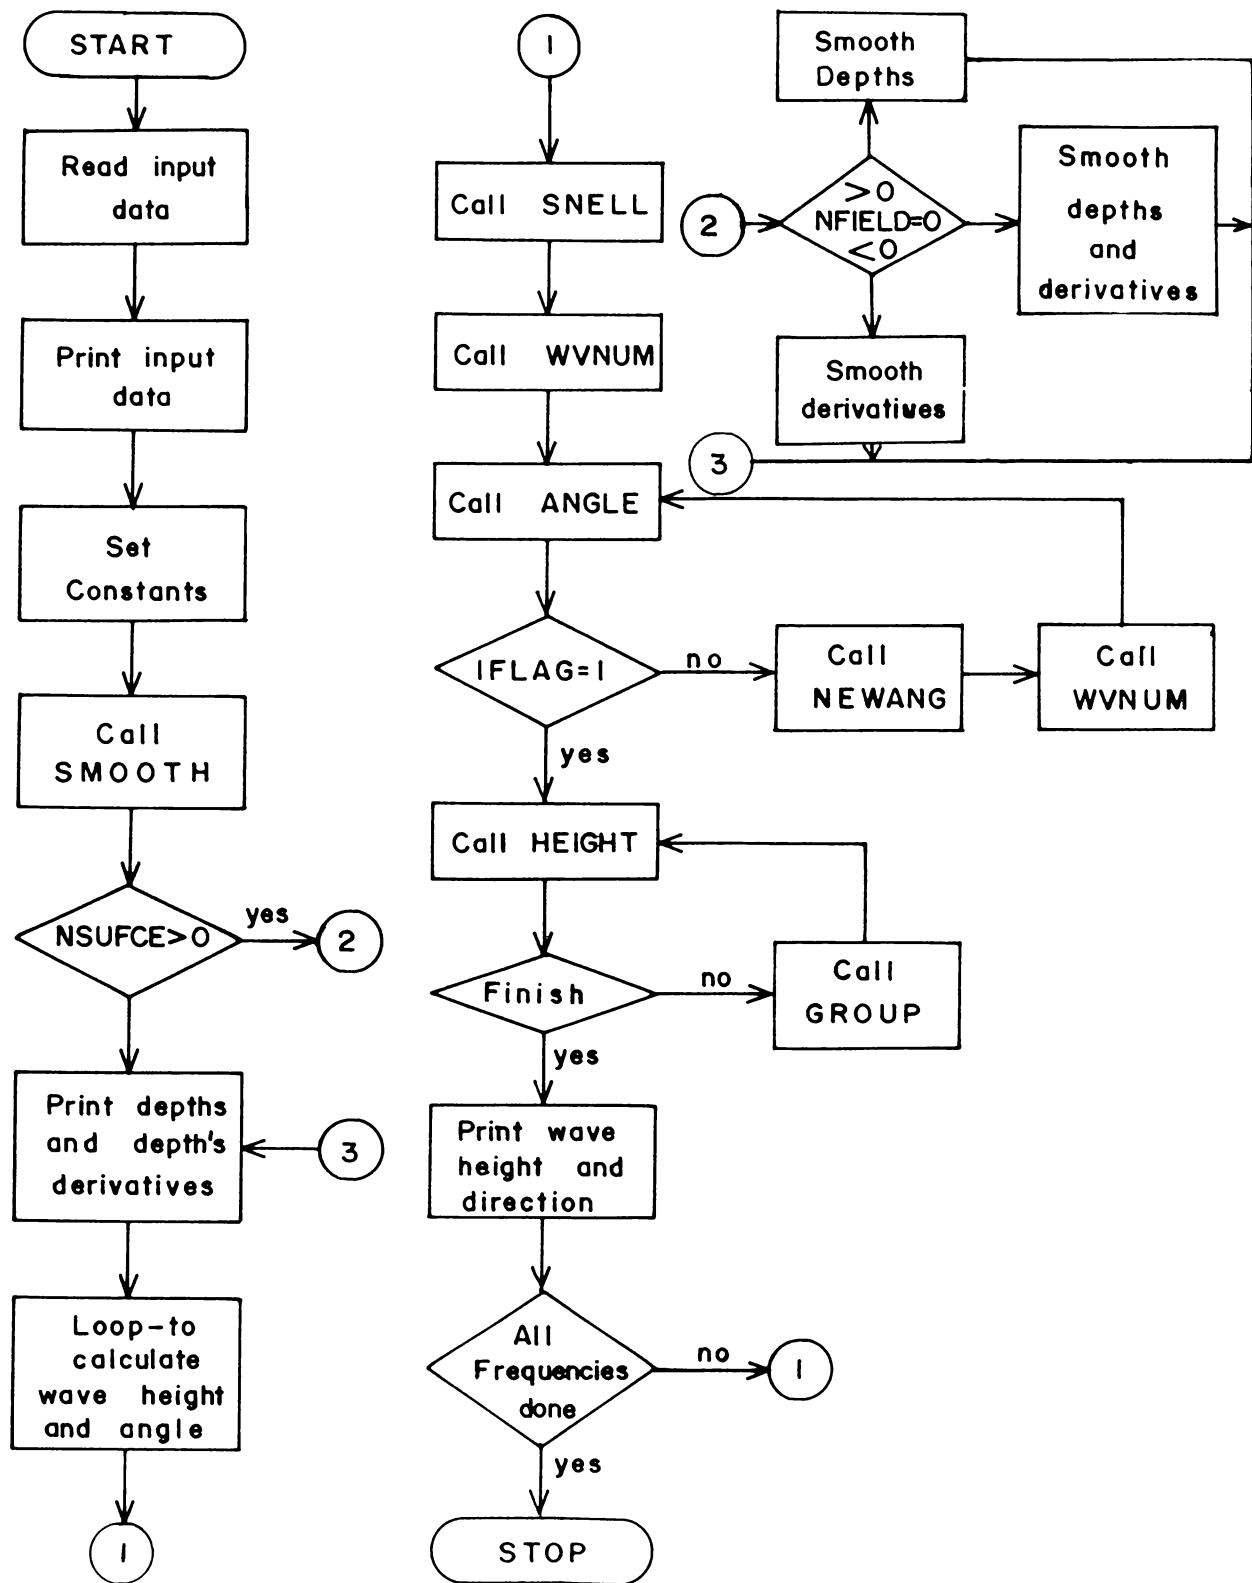 START
Read input
data
Print input
data
Set
Constants
Call
SMOOTH
NSUFCE>0
yes
2
Print depths
and depth's
derivatives
3
Loop-to
calculate
wave height
and angle
1
1
Call SNELL
Call WVNUM
Call ANGLE
IFLAG=1
no
Call
NEWANG
Call
WVNUM
yes
Call HEIGHT
Finish
no
Call
GROUP
yes
Print wave
height and
direction
All
Frequencies
done
no
1
yes
STOP
2
>0
NFIELD=0
<0
Smooth
Depths
Smooth
depths
and
derivatives
Smooth
derivatives
3